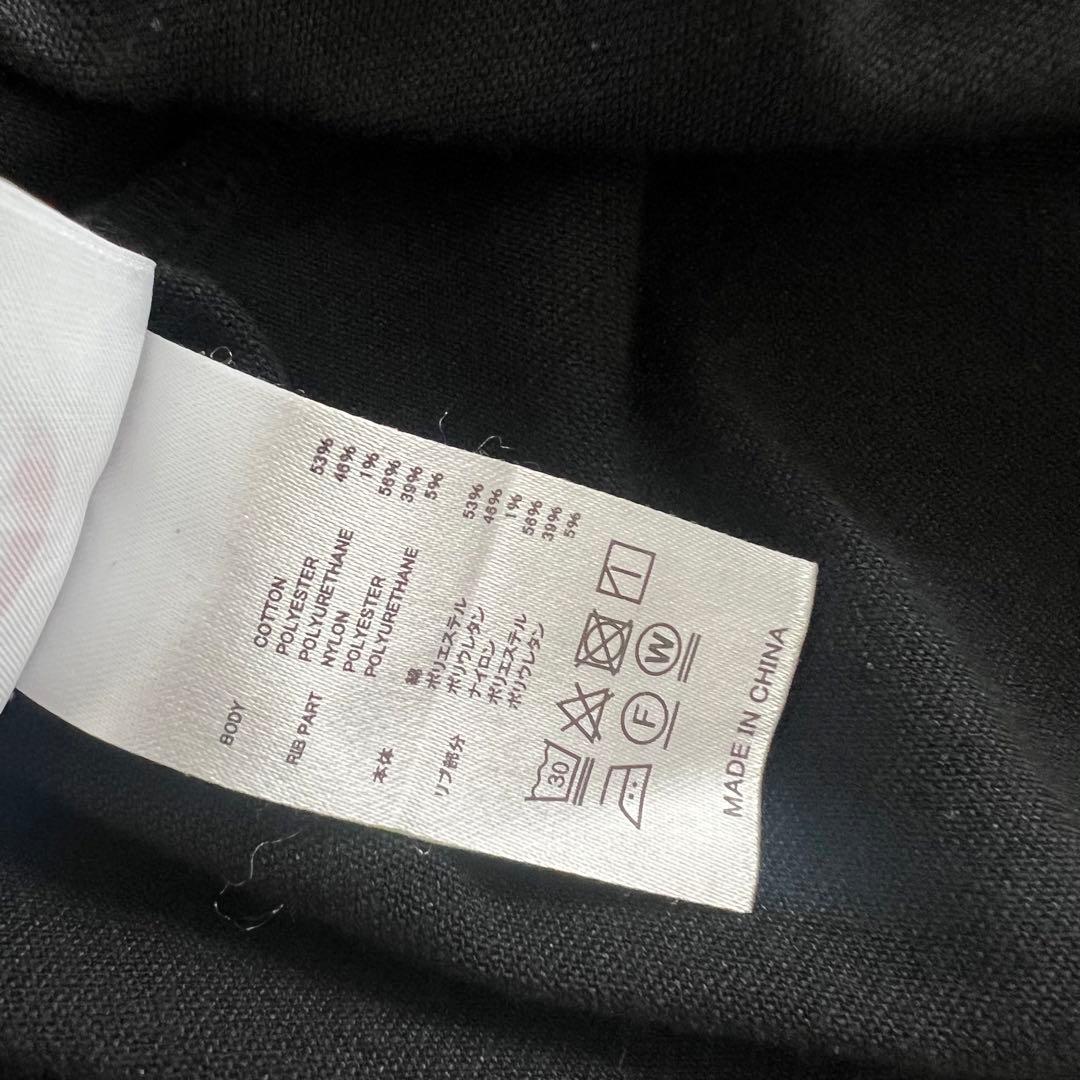 BODY COTTON 53%
POLYESTER 46%
POLYURETHANE 1%
RIB PART NYLON 56%
POLYESTER 39%
POLYURETHANE 5%
本体 綿 53%
ポリエステル 46%
ポリウレタン 1%
リブ部分 ナイロン 56%
ポリエステル 39%
ポリウレタン 5%
30
F W
MADE IN CHINA